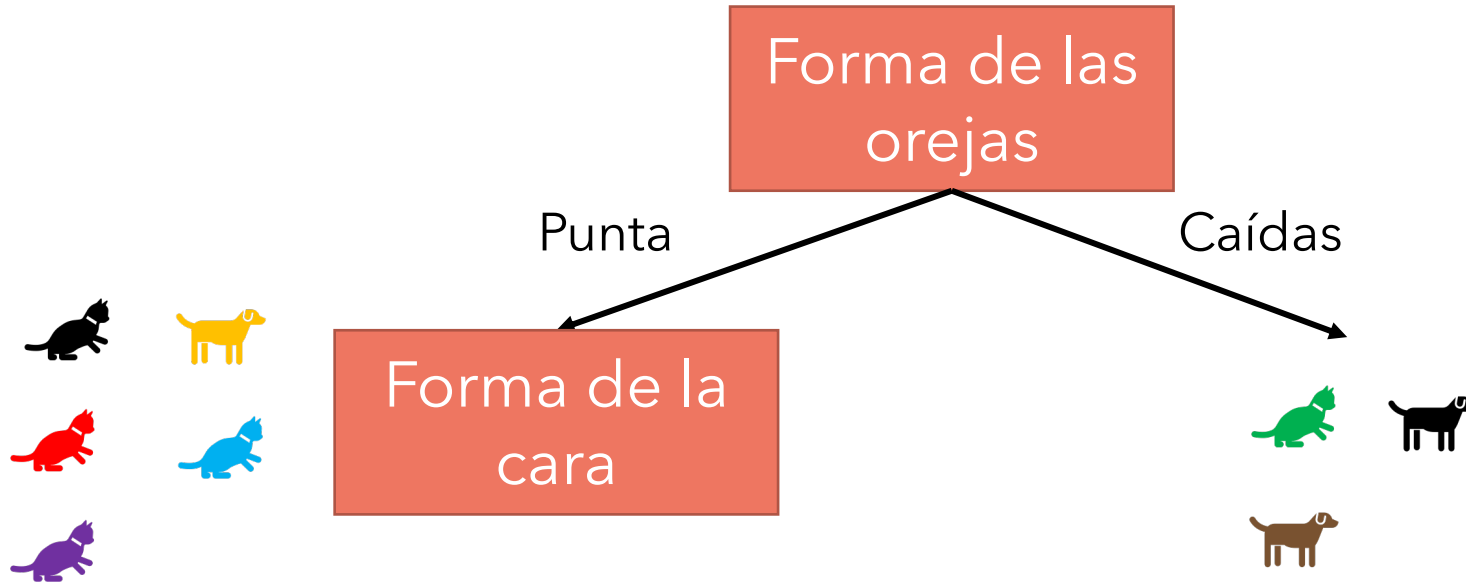 Forma de las
orejas
Punta
Caídas
Forma de la
cara